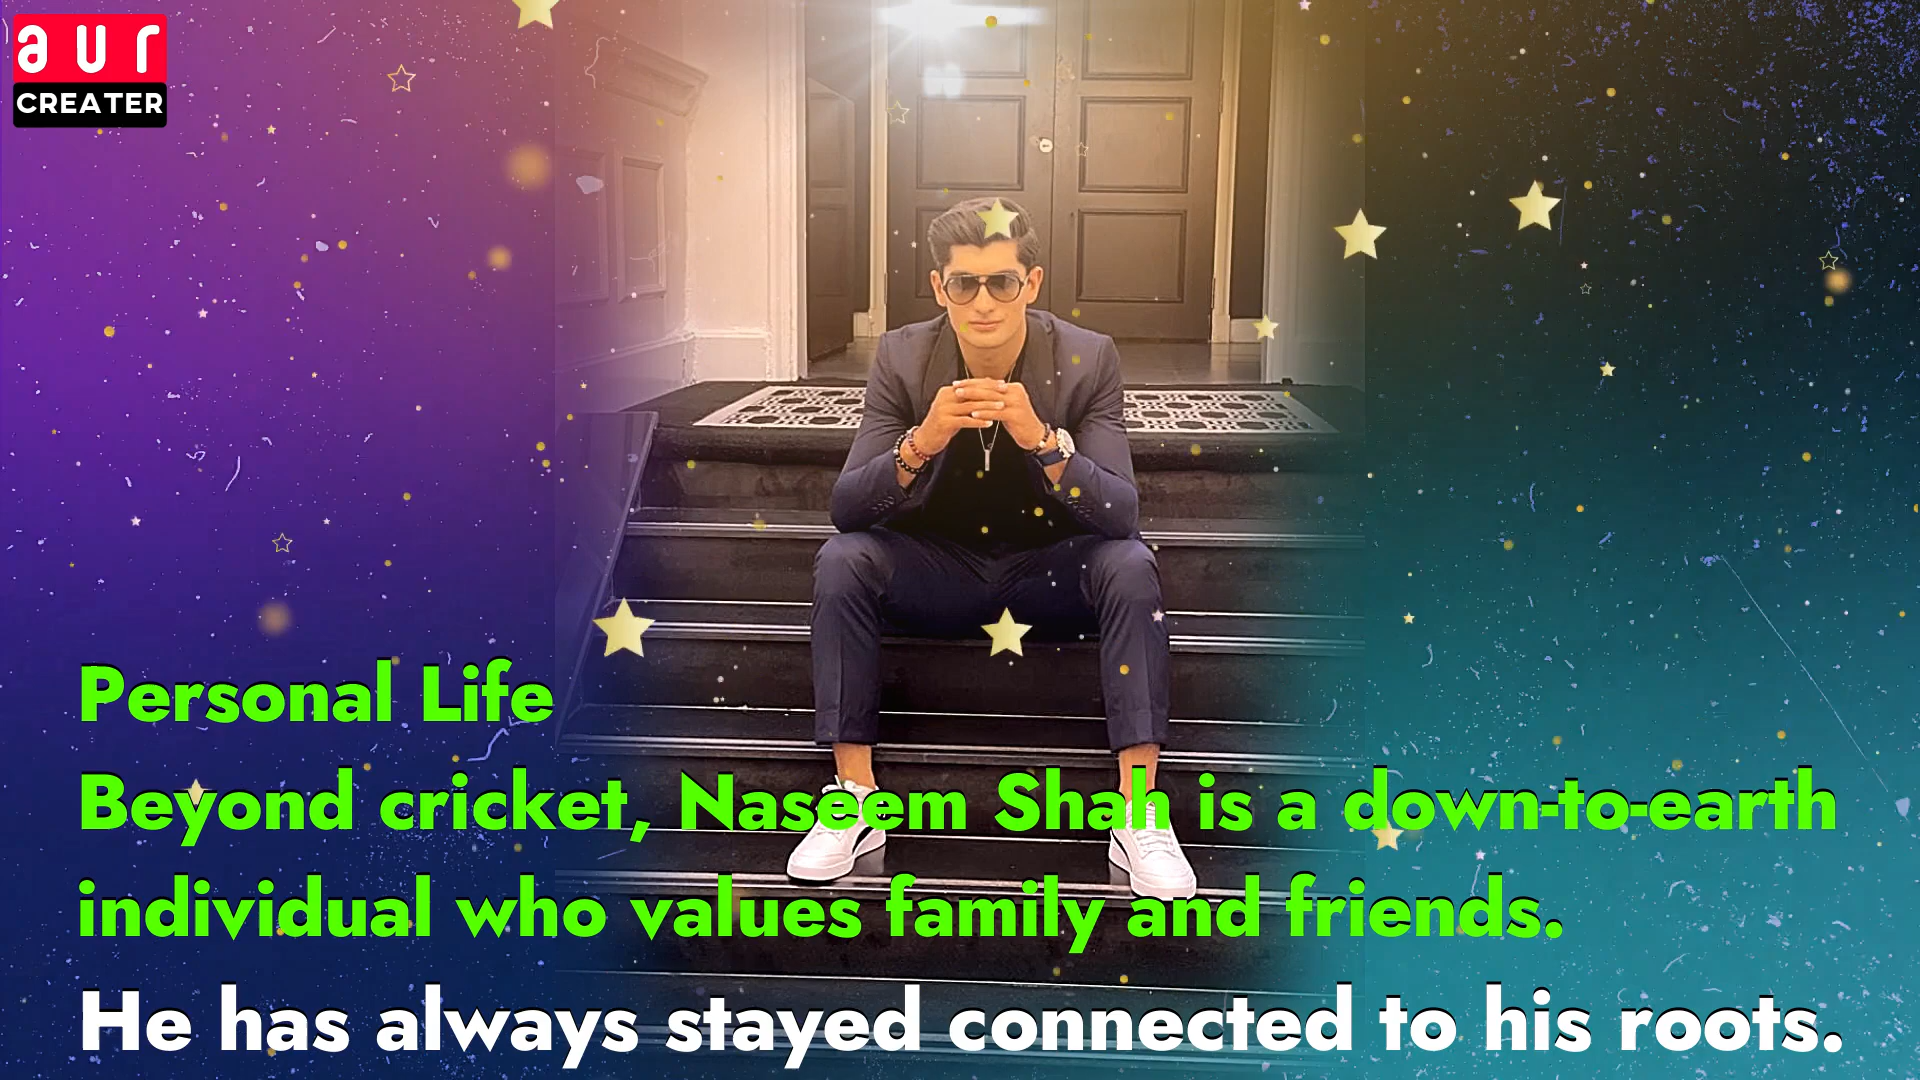 aur
CREATER
Personal Life
Beyond cricket, Naseem Shah is a down-to-earth
individual who values family and friends.
He has always stayed connected to his roots.